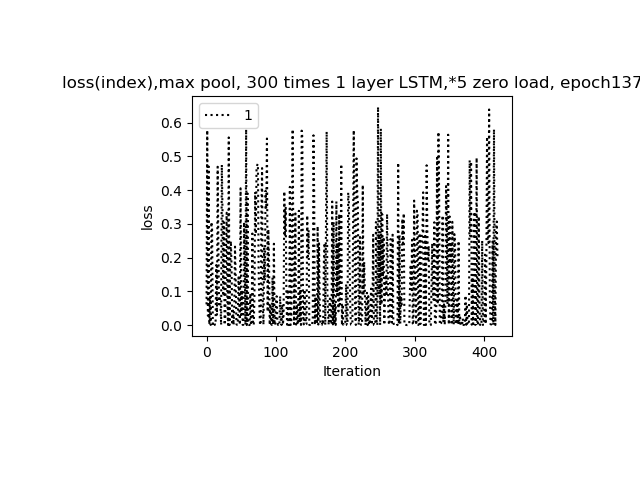 loss(index),max pool, 300 times 1 layer LSTM,*5 zero load, epoch137
1
0.6
0.5
0.4
0.3
0.2
0.1
0.0
loss
0 100 200 300 400
Iteration